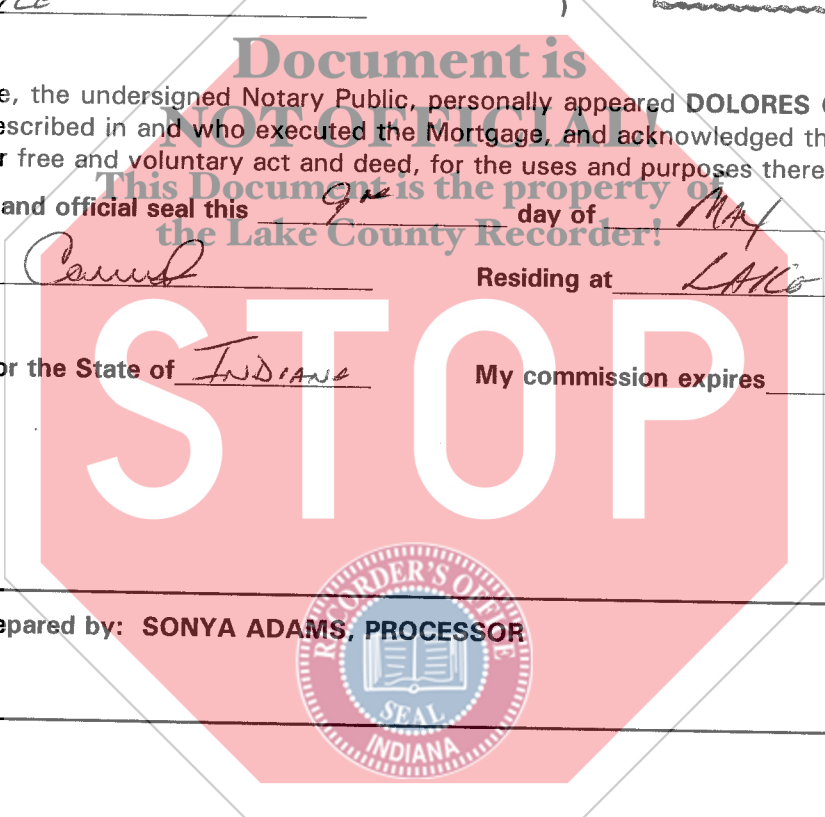 Document is
e, the undersigned Notary Public, personally appeared DOLORES
NOT OFFICIAL!
escribed in and who executed the Mortgage, and acknowledged th
r free and voluntary act and deed, for the uses and purposes there
This Document is the property of
and official seal this 9 day of MAY
the Lake County Recorder!
Residing at LAKE
STOP
or the State of INDIANA My commission expires
RECORDER'S OFFICE
epared by: SONYA ADAMS, PROCESSOR
SEAL
INDIANA